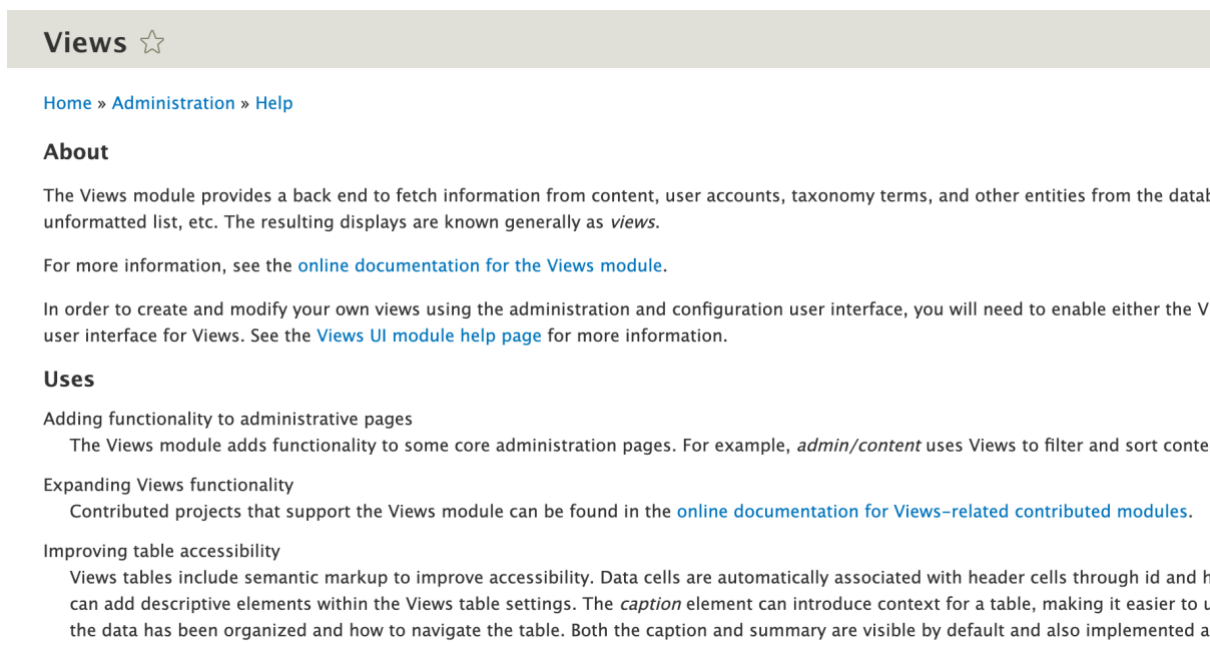 Views ☆
Home » Administration » Help
About
The Views module provides a back end to fetch information from content, user accounts, taxonomy terms, and other entities from the
unformatted list, etc. The resulting displays are known generally as views.
For more information, see the online documentation for the Views module.
In order to create and modify your own views using the administration and configuration user interface, you will need to enable either the V
user interface for Views. See the Views UI module help page for more information.
Uses
Adding functionality to administrative pages
The Views module adds functionality to some core administration pages. For example, admin/content uses Views to filter and sort conte
Expanding Views functionality
Contributed projects that support the Views module can be found in the online documentation for Views-related contributed modules.
Improving table accessibility
Views tables include semantic markup to improve accessibility. Data cells are automatically associated with header cells through id and h
can add descriptive elements within the Views table settings. The caption element can introduce context for a table, making it easier to u
the data has been organized and how to navigate the table. Both the caption and summary are visible by default and also implemented a